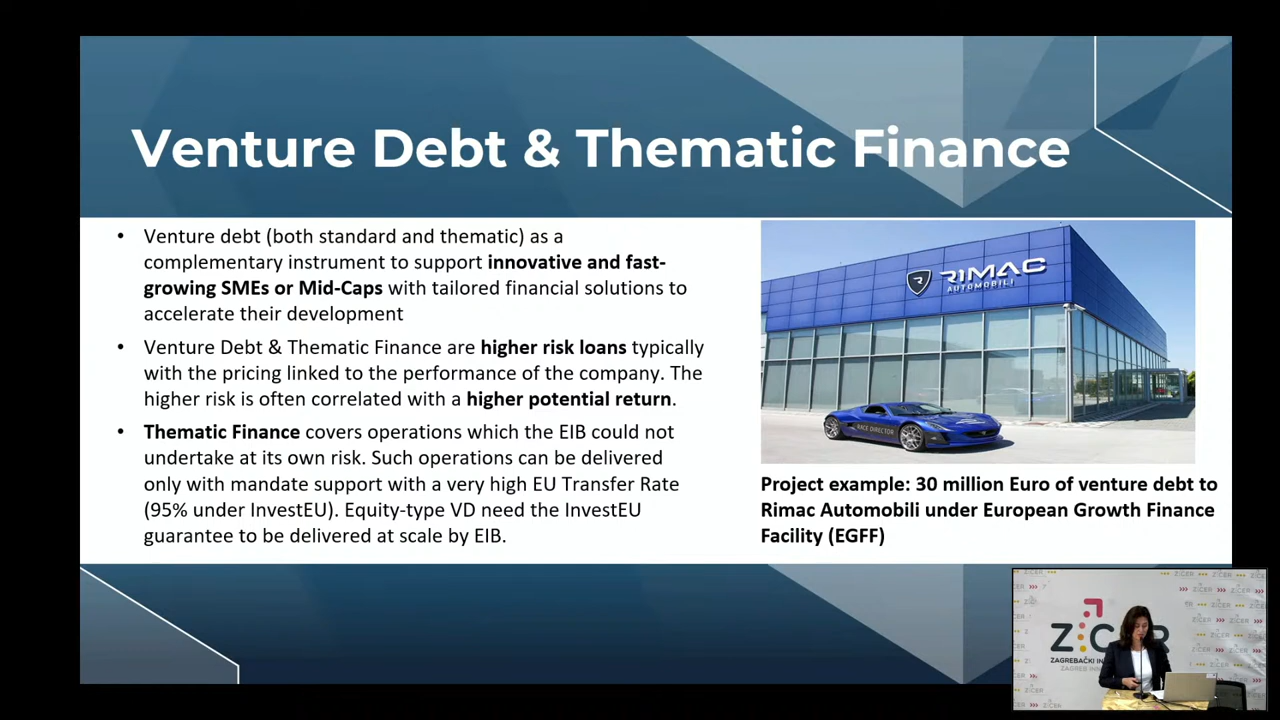 Venture Debt & Thematic Finance
• Venture debt (both standard and thematic) as a
complementary instrument to support innovative and fast-
growing SMEs or Mid-Caps with tailored financial solutions to
accelerate their development
• Venture Debt & Thematic Finance are higher risk loans typically
with the pricing linked to the performance of the company. The
higher risk is often correlated with a higher potential return.
• Thematic Finance covers operations which the EIB could not
undertake at its own risk. Such operations can be delivered
only with mandate support with a very high EU Transfer Rate
(95% under InvestEU). Equity-type VD need the InvestEU
guarantee to be delivered at scale by EIB.
RIMAC
AUTOMOBILI
RACE DIRECTOR
Project example: 30 million Euro of venture debt to
Rimac Automobili under European Growth Finance
Facility (EGFF)
ZICER
ZAGREBAČKI
ZAGREB